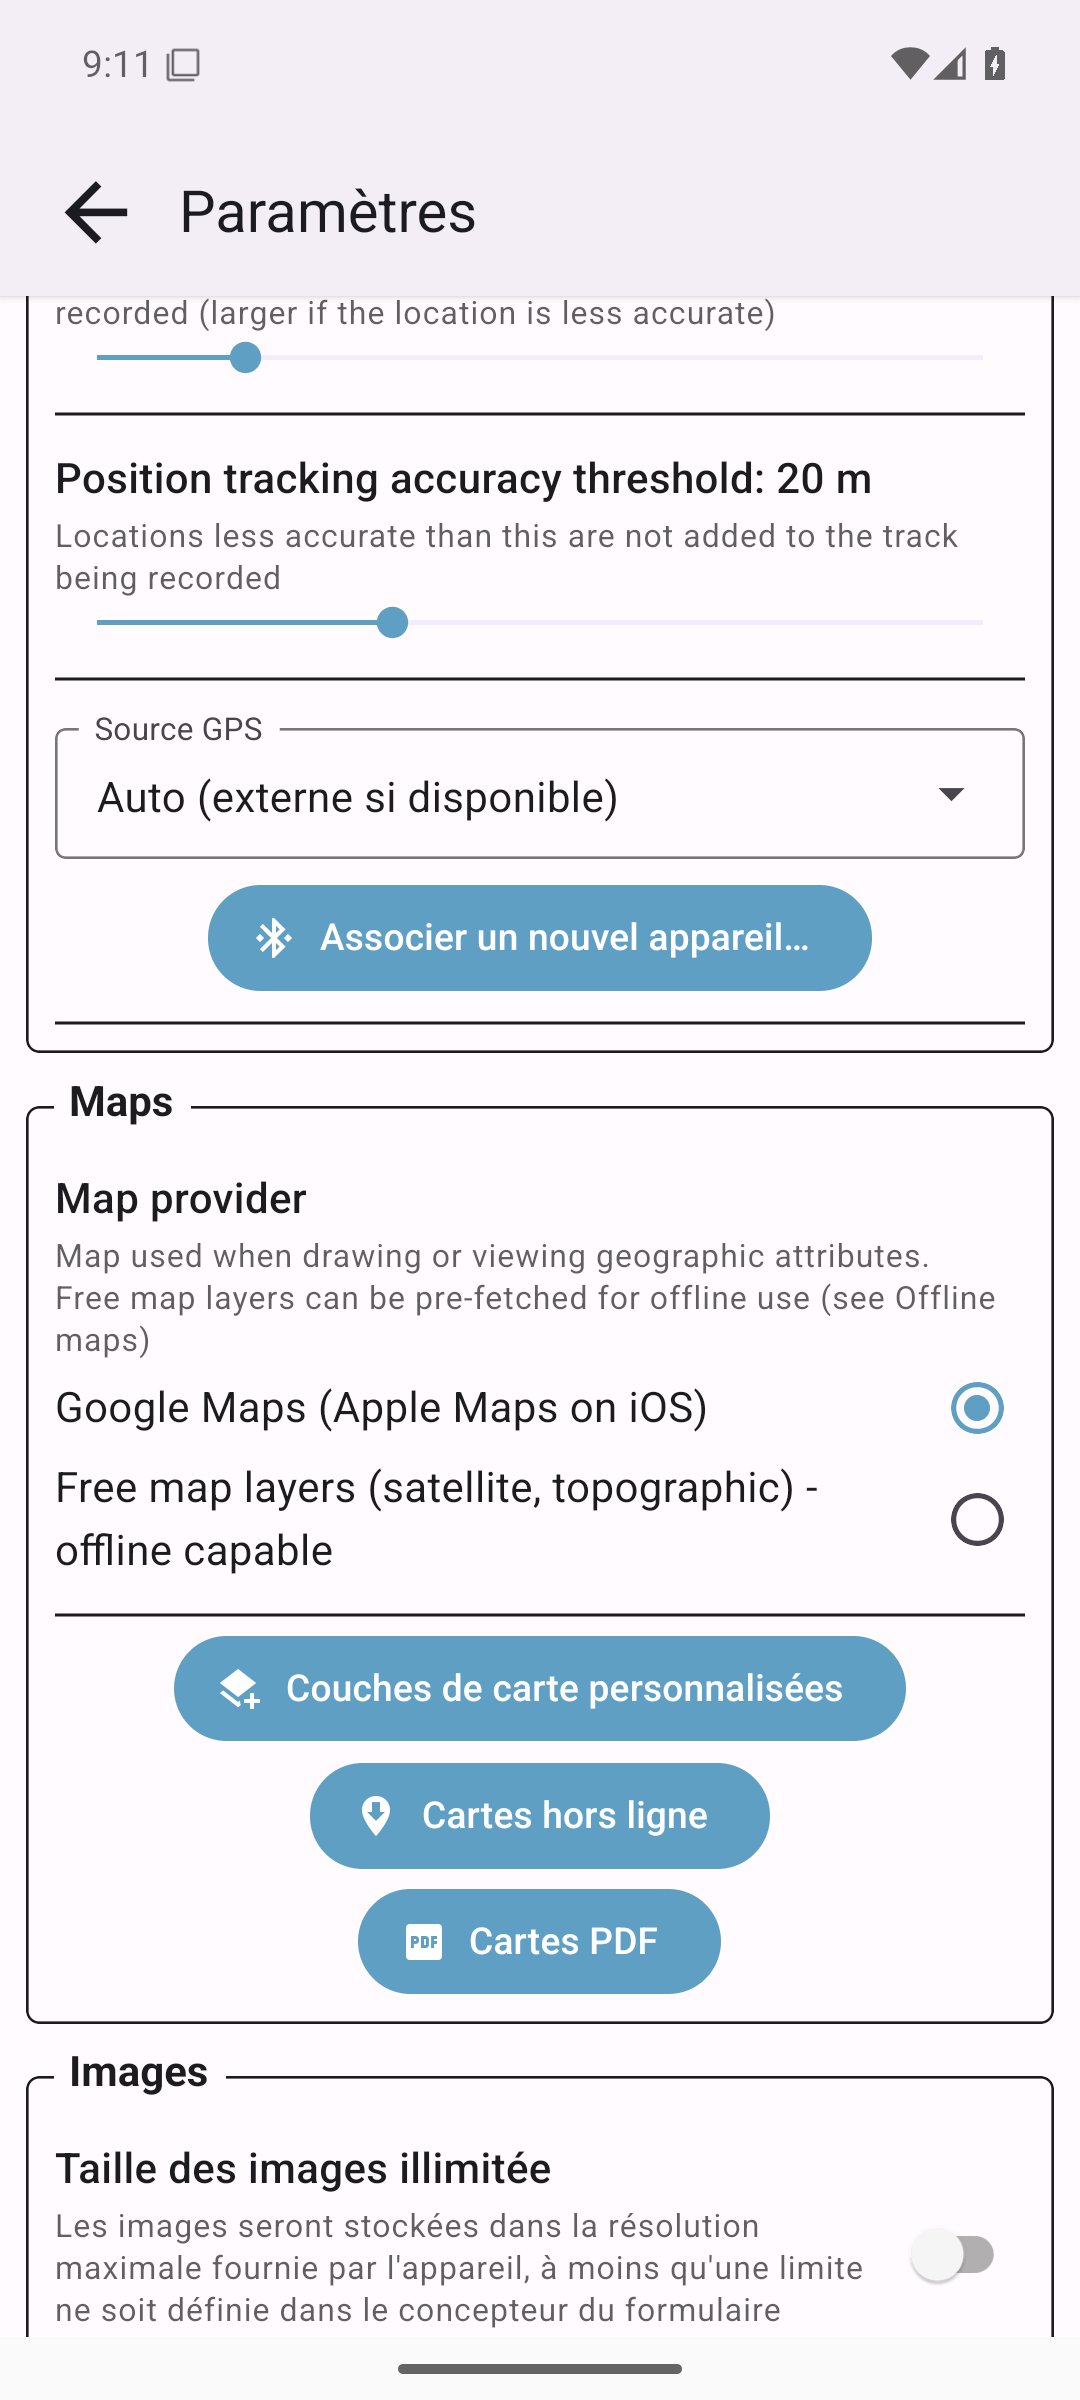 9:11
Paramètres
recorded (larger if the location is less accurate)
Position tracking accuracy threshold: 20 m
Locations less accurate than this are not added to the track
being recorded
Source GPS
Auto (externe si disponible)
Associer un nouvel appareil...
Maps
Map provider
Map used when drawing or viewing geographic attributes.
Free map layers can be pre-fetched for offline use (see Offline
maps)
Google Maps (Apple Maps on iOS)
Free map layers (satellite, topographic) -
offline capable
Couches de carte personnalisées
Cartes hors ligne
PDF Cartes PDF
Images
Taille des images illimitée
Les images seront stockées dans la résolution
maximale fournie par l'appareil, à moins qu'une limite
ne soit définie dans le concepteur du formulaire